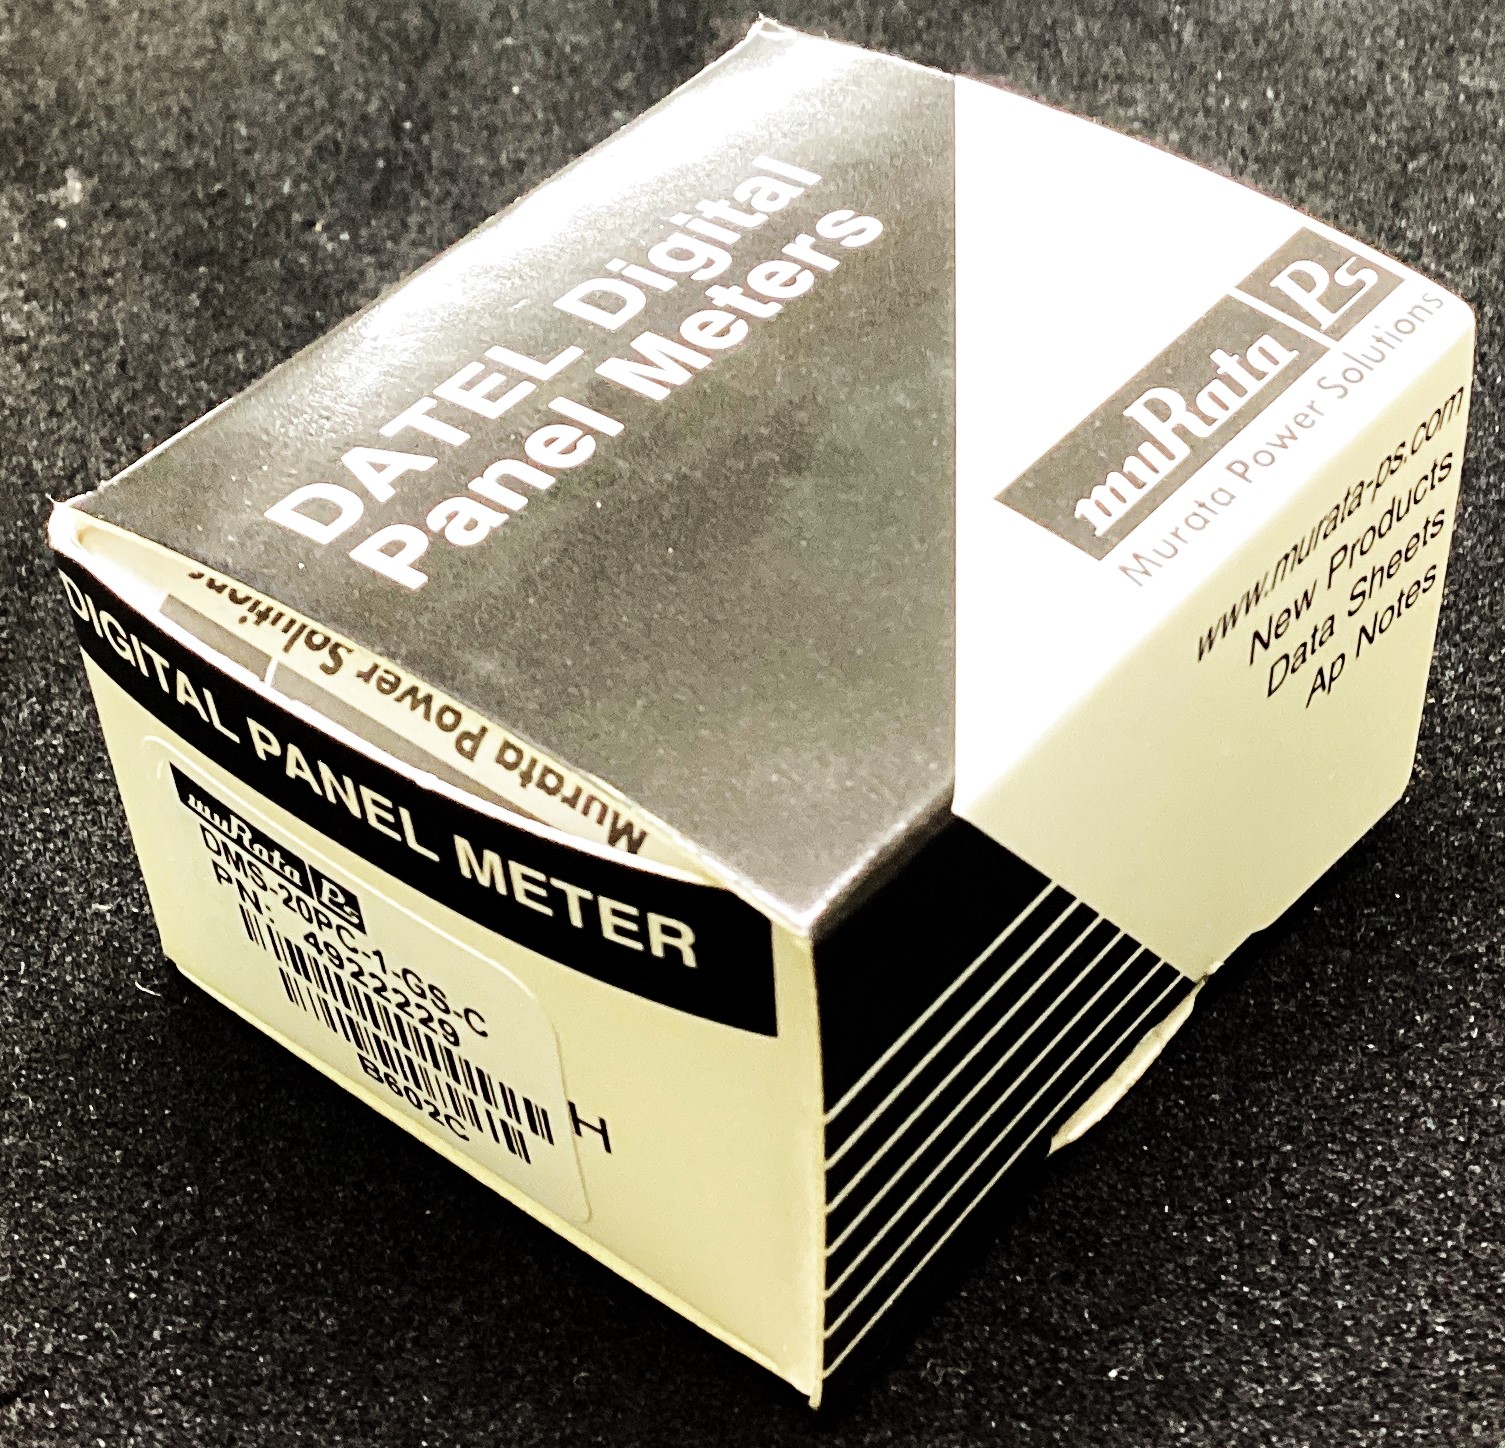 DATEL Digital
Panel Meters
muRata Ps
Murata Power Solutions
www.murata-ps.com
New Products
Data Sheets
Ap Notes
Murata Power Solutions
DIGITAL PANEL METER
muRata Ps
DMS-20PC-1-GS-C
PN: 49222229
H
B602C